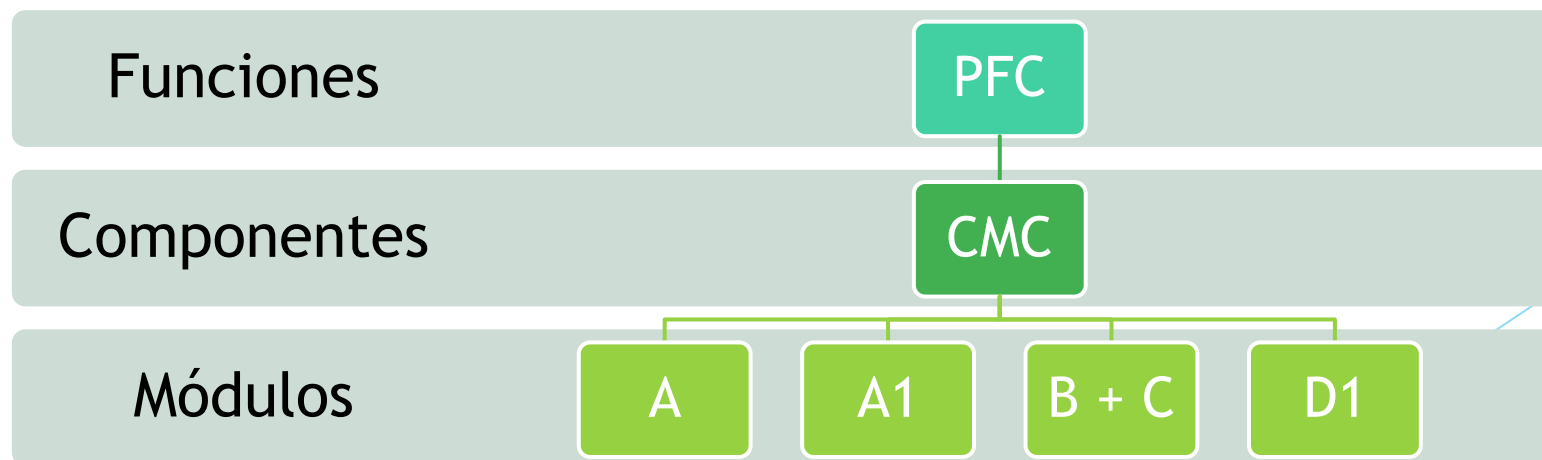 Funciones
PFC
Componentes
CMC
Módulos
A
A1
B + C
D1